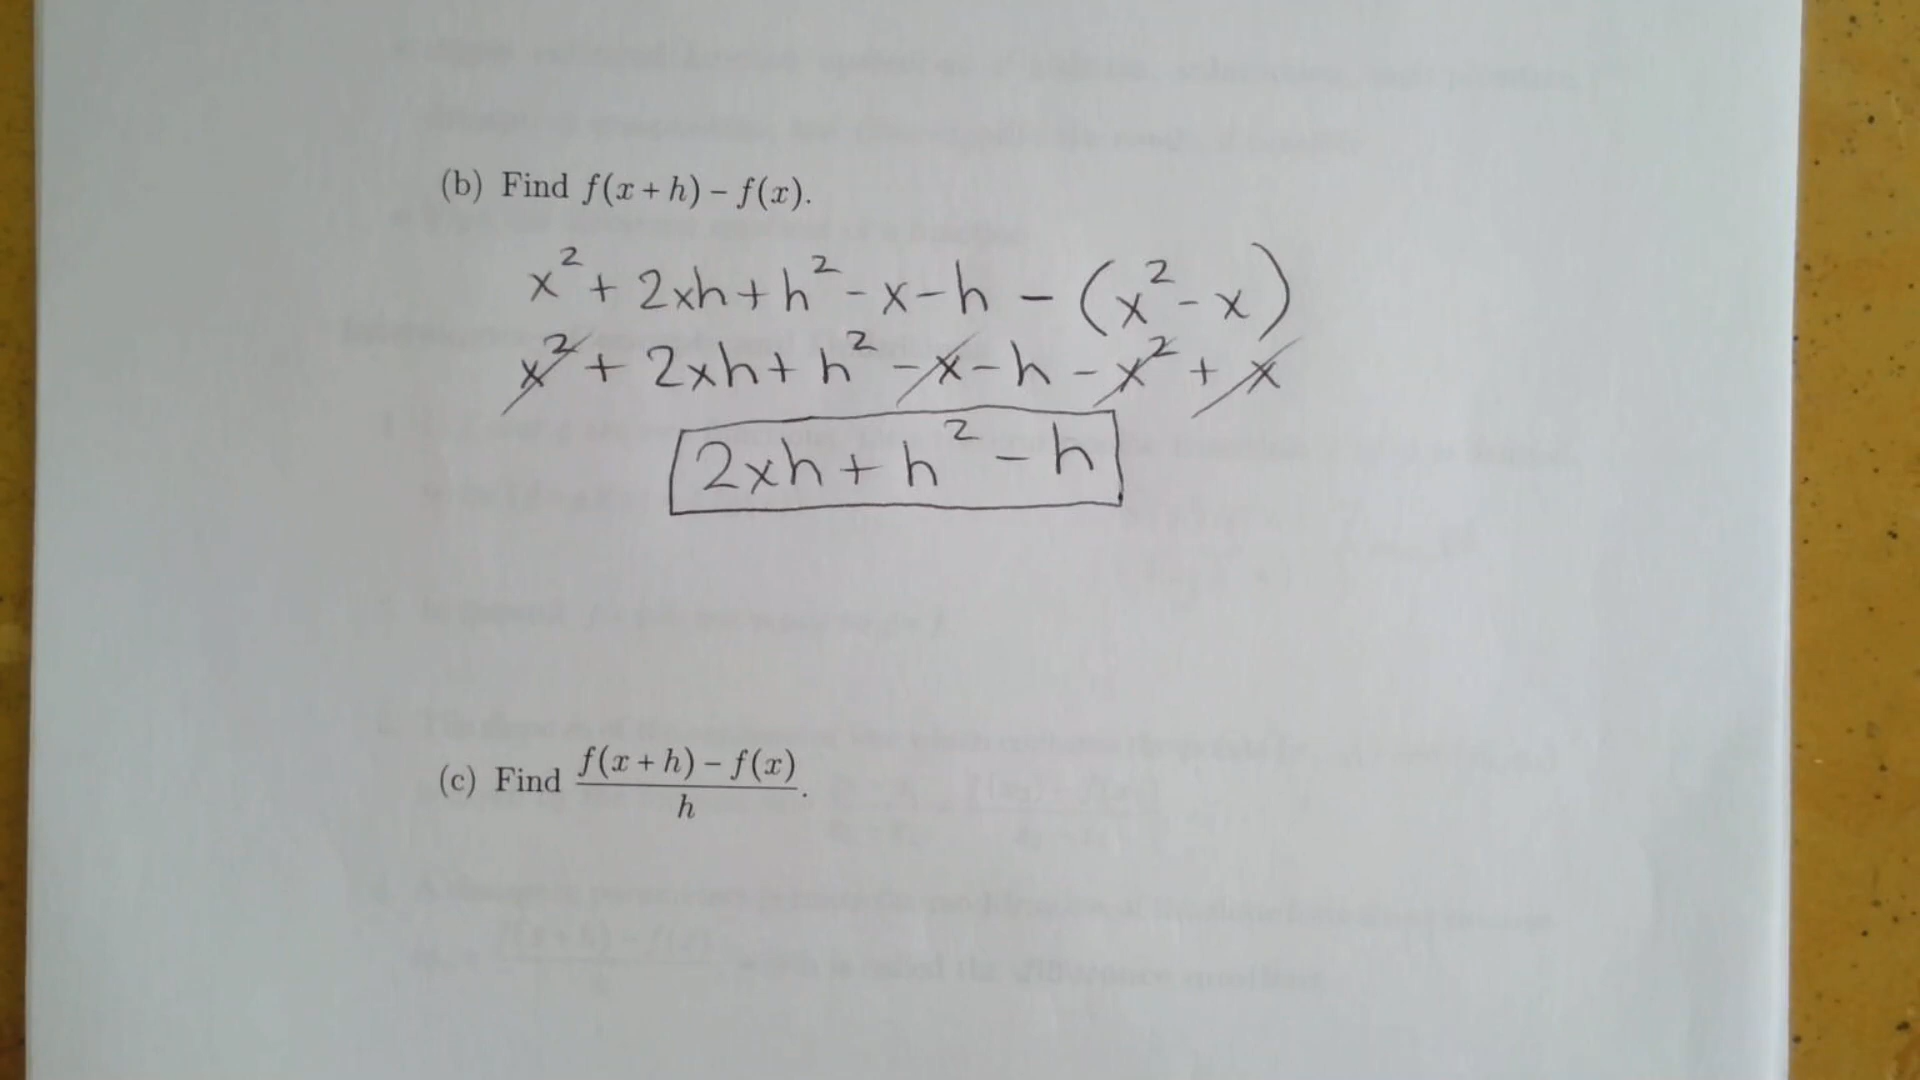 (b) Find f(x + h) – f(x).
x² + 2xh + h² - x - h - (x² - x)
x² + 2xh + h² - x - h - x² + x
2xh + h² - h
(c) Find f(x + h) – f(x) / h.